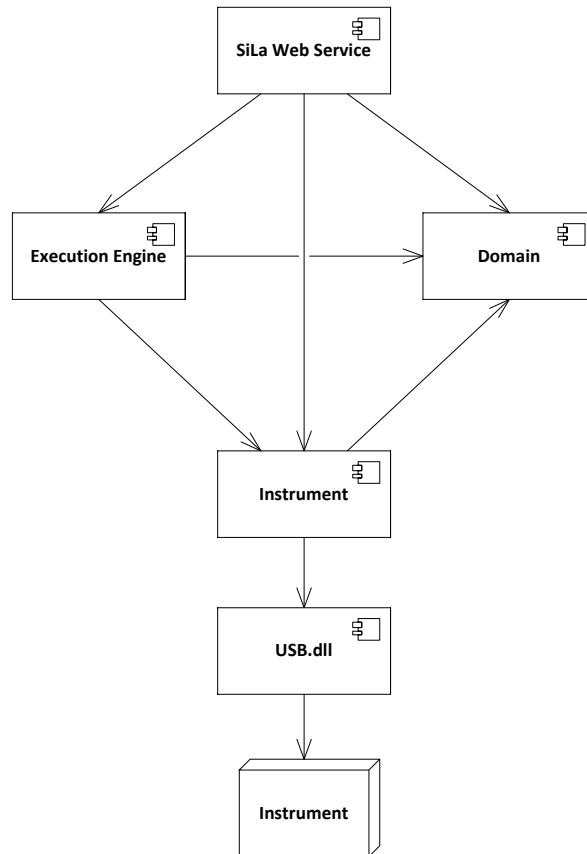 SiLa Web Service
Execution Engine
Domain
Instrument
USB.dll
Instrument